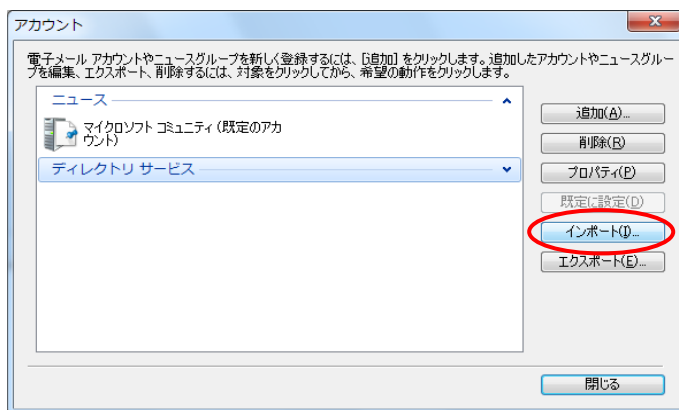 アカウント
電子メール アカウントやニュースグループを新しく登録するには、[追加] をクリックします。追加したアカウントやニュースグルー
プを編集、エクスポート、削除するには、対象をクリックしてから、希望の動作をクリックします。
ニュース
マイクロソフト コミュニティ (既定のアカ
ウント)
ディレクトリ サービス
追加(A)...
削除(R)
プロパティ(P)
既定に設定(D)
インポート(I)...
エクスポート(E)...
閉じる